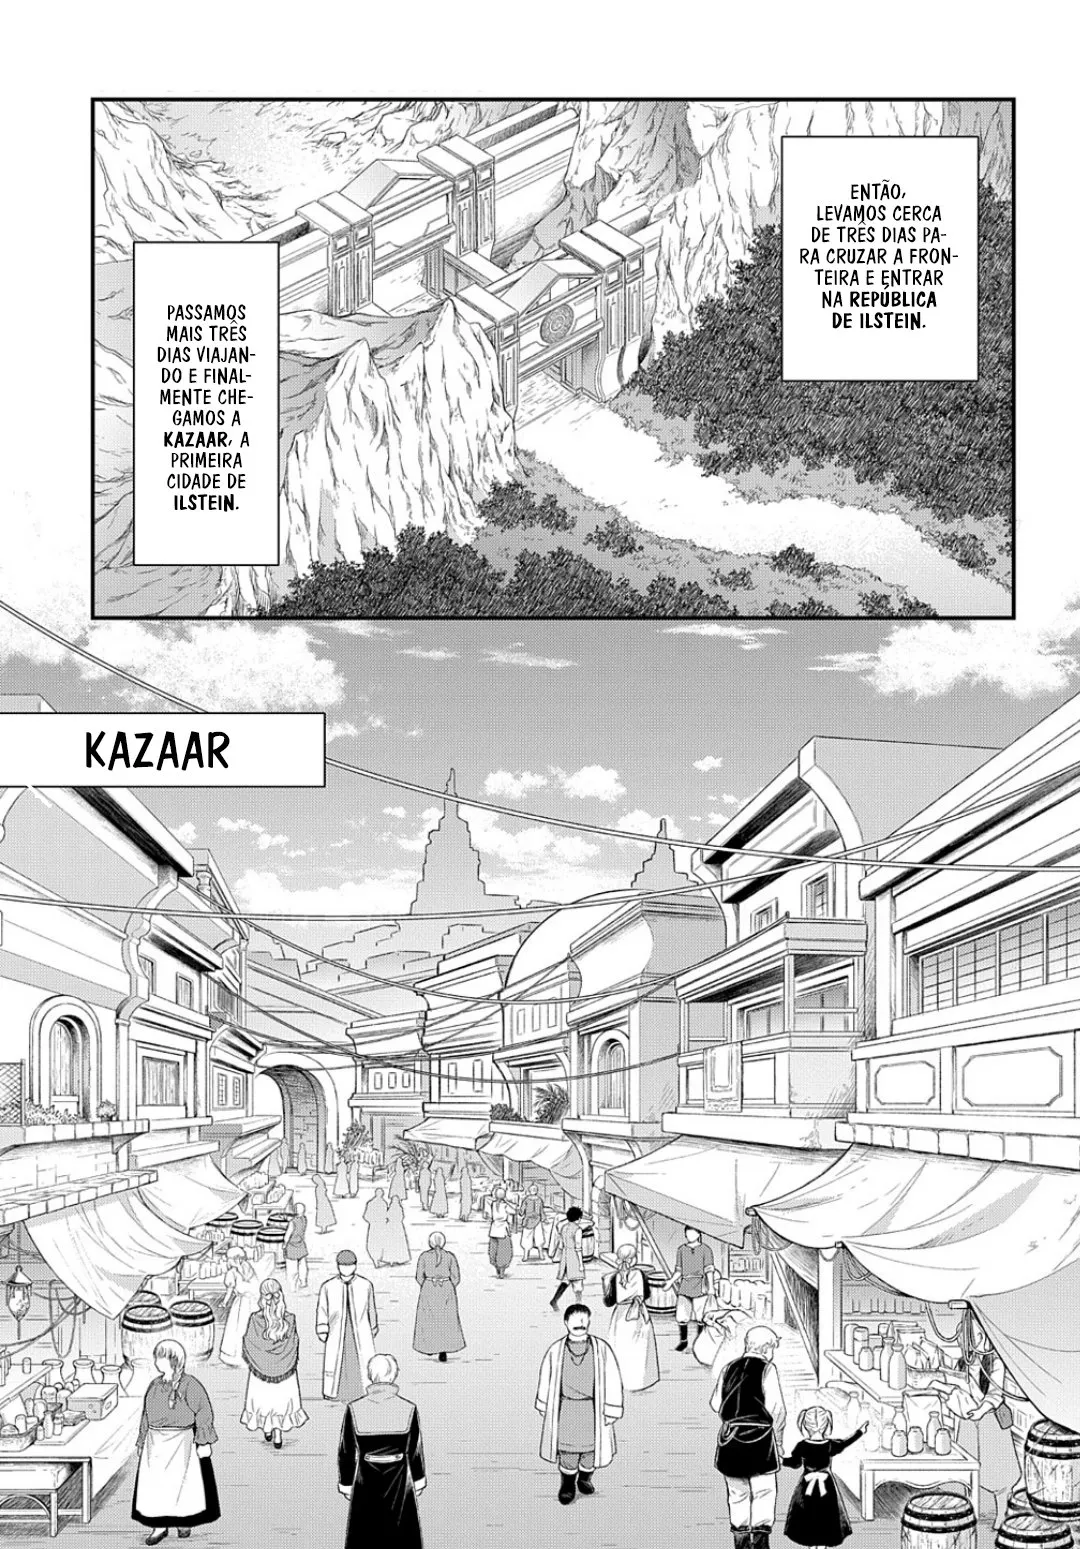 ENTÃO,
LEVAMOS CERCA
DE TRÊS DIAS PA-
RA CRUZAR A FRON-
TEIRA E ENTRAR
NA REPÚBLICA
DE ILSTEIN.
PASSAMOS
MAIS TRÊS
DIAS VIAJAN-
DO E FINAL-
MENTE CHE-
GAMOS A
KAZAAR, A
PRIMEIRA
CIDADE DE
ILSTEIN.
KAZAAR